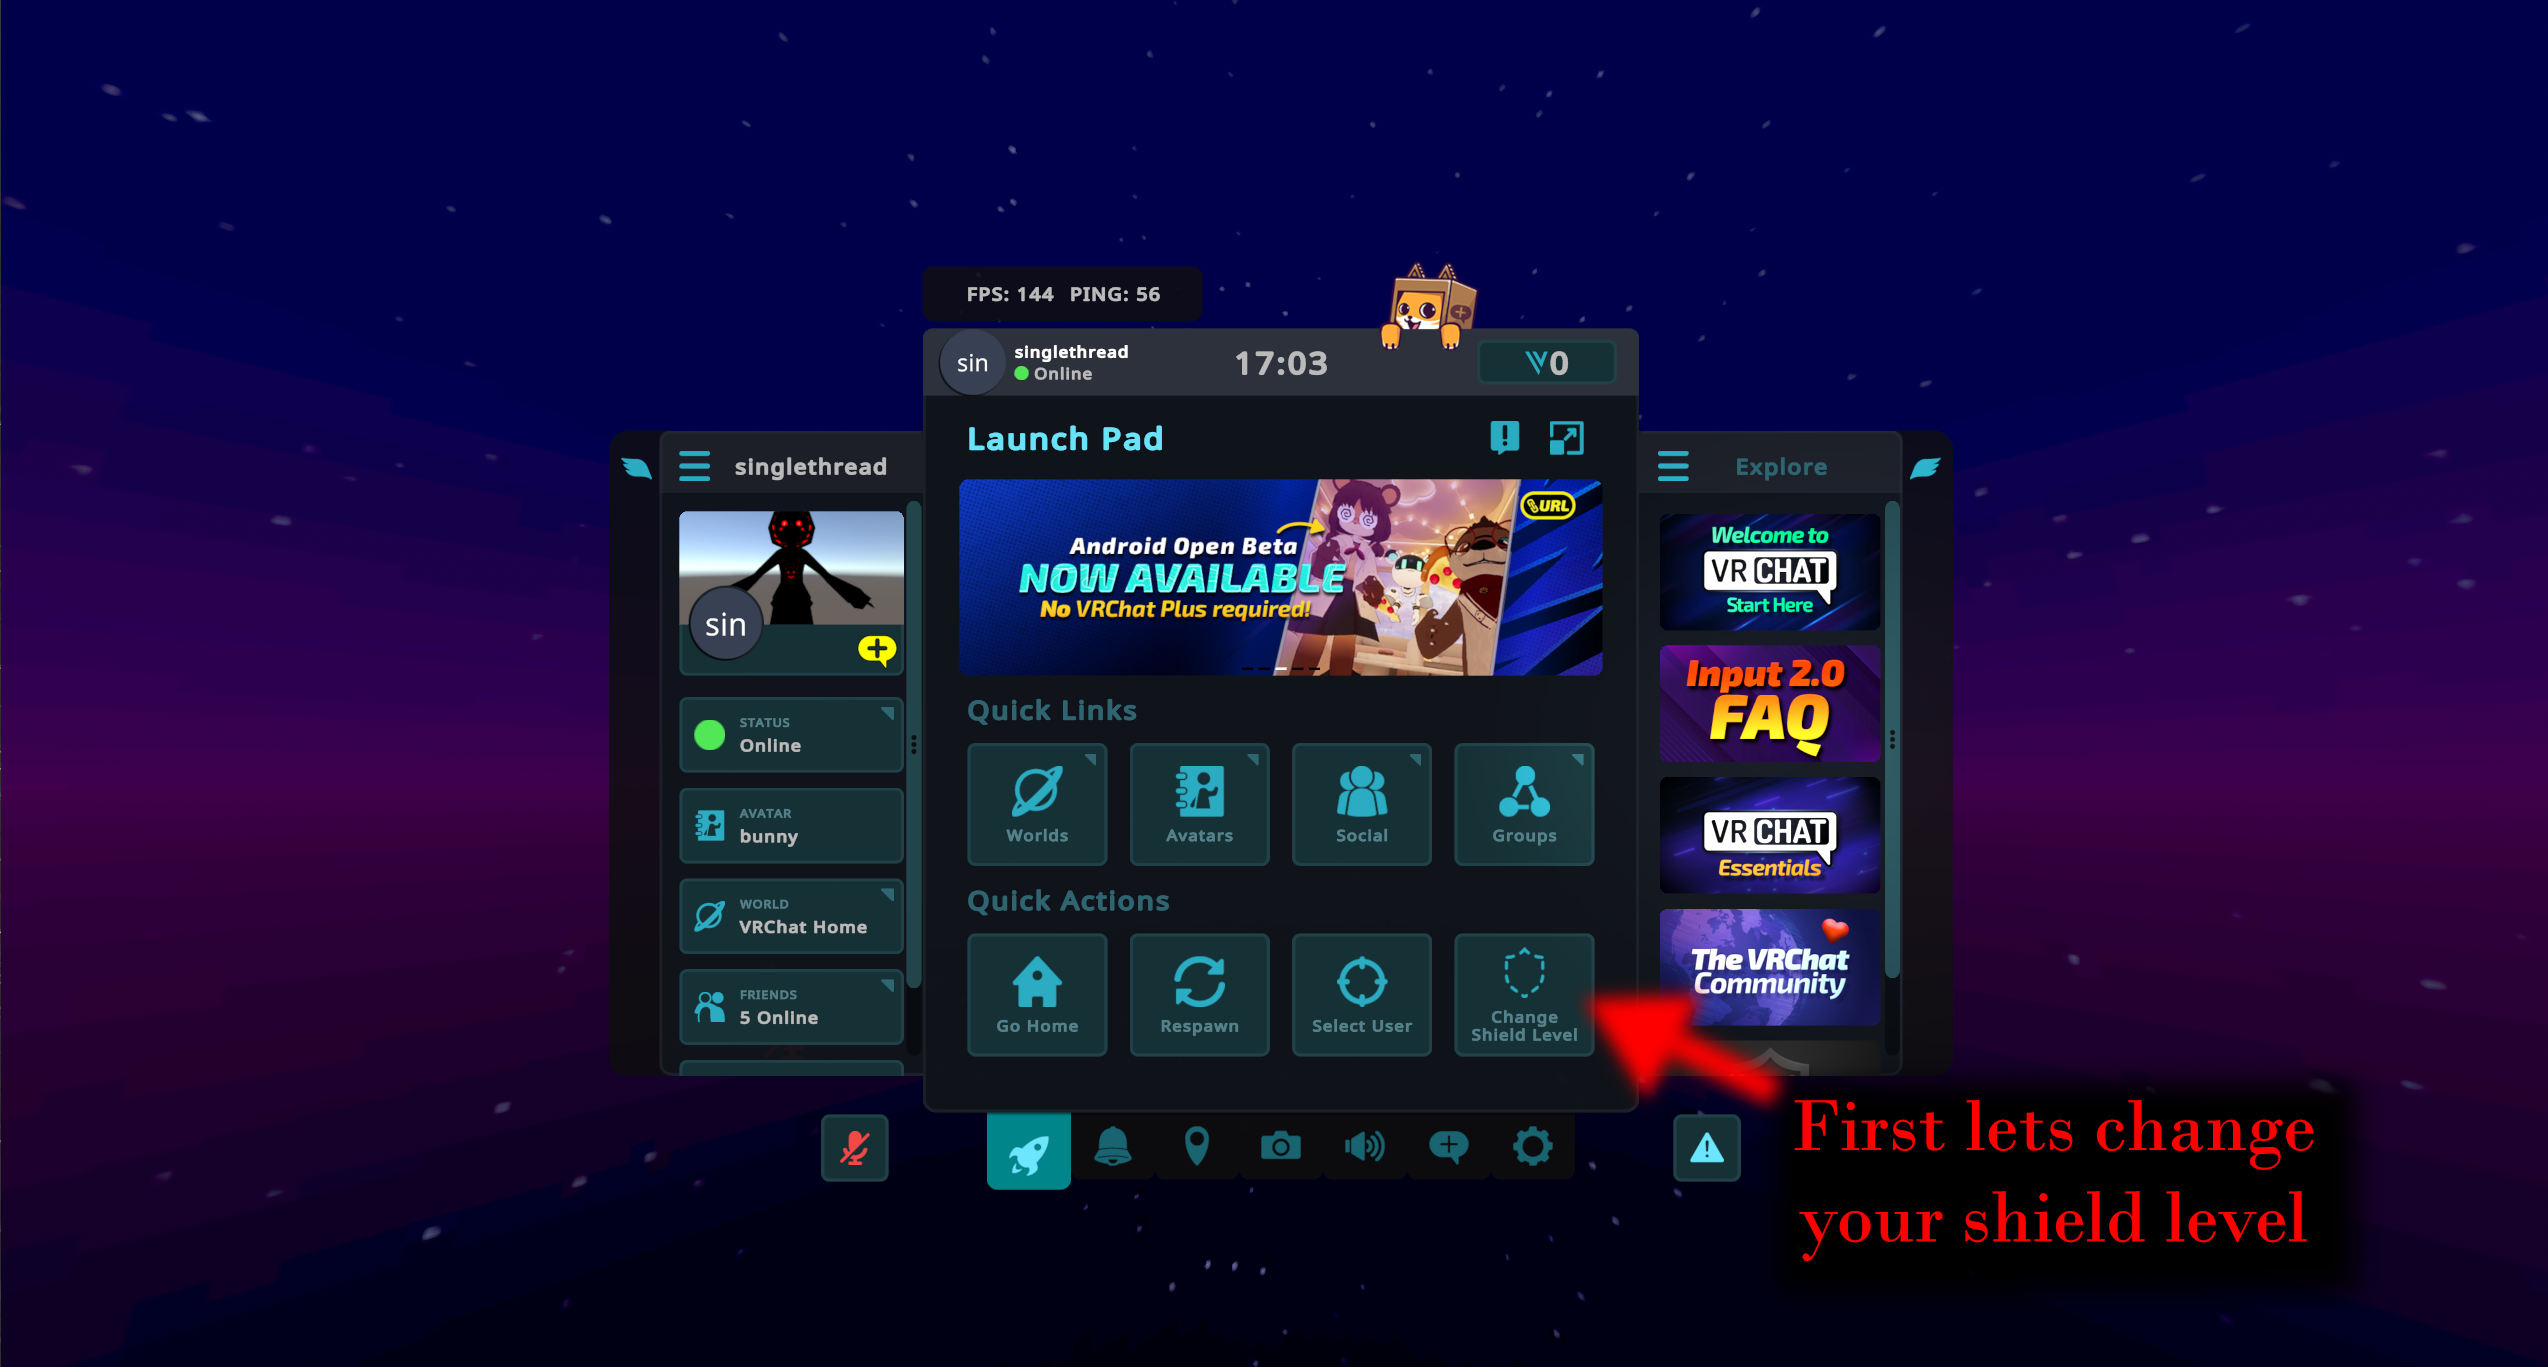 FPS: 144 PING: 56
sin
singlethread
Online
17:03
0
Launch Pad
Android Open Beta
NOW AVAILABLE
No VRChat Plus required!
URL
Quick Links
Worlds
Avatars
Social
Groups
Quick Actions
Go Home
Respawn
Select User
Change
Shield Level
singlethread
sin
STATUS
Online
AVATAR
bunny
WORLD
VRChat Home
FRIENDS
5 Online
Explore
Welcome to
VR CHAT
Start Here
Input 2.0
FAQ
VR CHAT
Essentials
The VRChat
Community
First lets change
your shield level